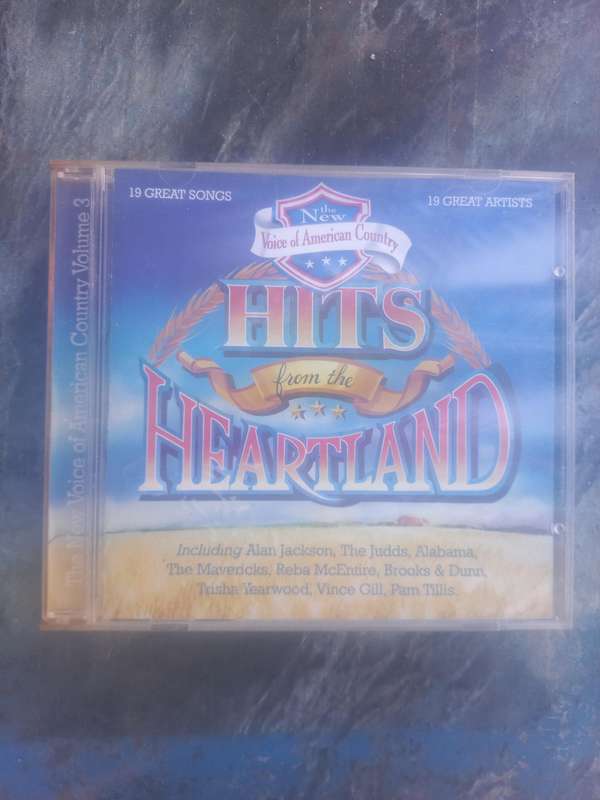 The New Voice of American Country Volume 3
19 GREAT SONGS
19 GREAT ARTISTS
the
New
Voice of American Country
HITS
from the
HEARTLAND
Including Alan Jackson, The Judds, Alabama,
The Mavericks, Reba McEntire, Brooks & Dunn,
Trisha Yearwood, Vince Gill, Pam Tillis.